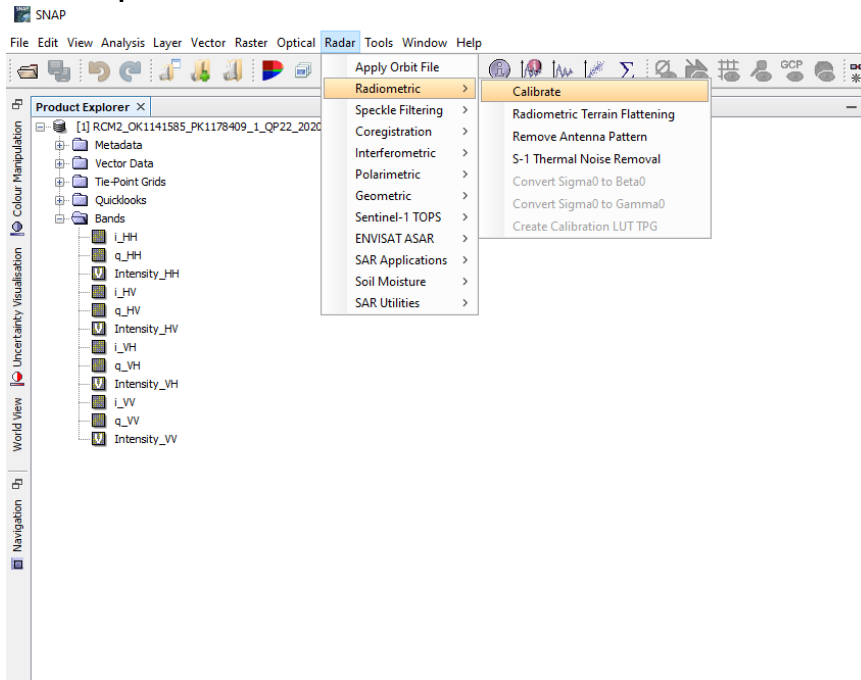 SNAP
File Edit View Analysis Layer Vector Raster Optical Radar Tools Window Help
GCP
Apply Orbit File
Radiometric >
Speckle Filtering >
Coregistration >
Interferometric >
Polarimetric >
Geometric >
Sentinel-1 TOPS >
ENVISAT ASAR >
SAR Applications >
Soil Moisture >
SAR Utilities >
Calibrate
Radiometric Terrain Flattening
Remove Antenna Pattern
S-1 Thermal Noise Removal
Convert Sigma0 to Beta0
Convert Sigma0 to Gamma0
Create Calibration LUT TPG
Product Explorer ×
[1] RCM2_OK1141585_PK1178409_1_QP22_2020
Metadata
Vector Data
Tie-Point Grids
Quicklooks
Bands
i_HH
q_HH
Intensity_HH
i_HV
q_HV
Intensity_HV
i_VH
q_VH
Intensity_VH
i_VV
q_VV
Intensity_VV
Colour Manipulation
Uncertainty Visualisation
World View
Navigation